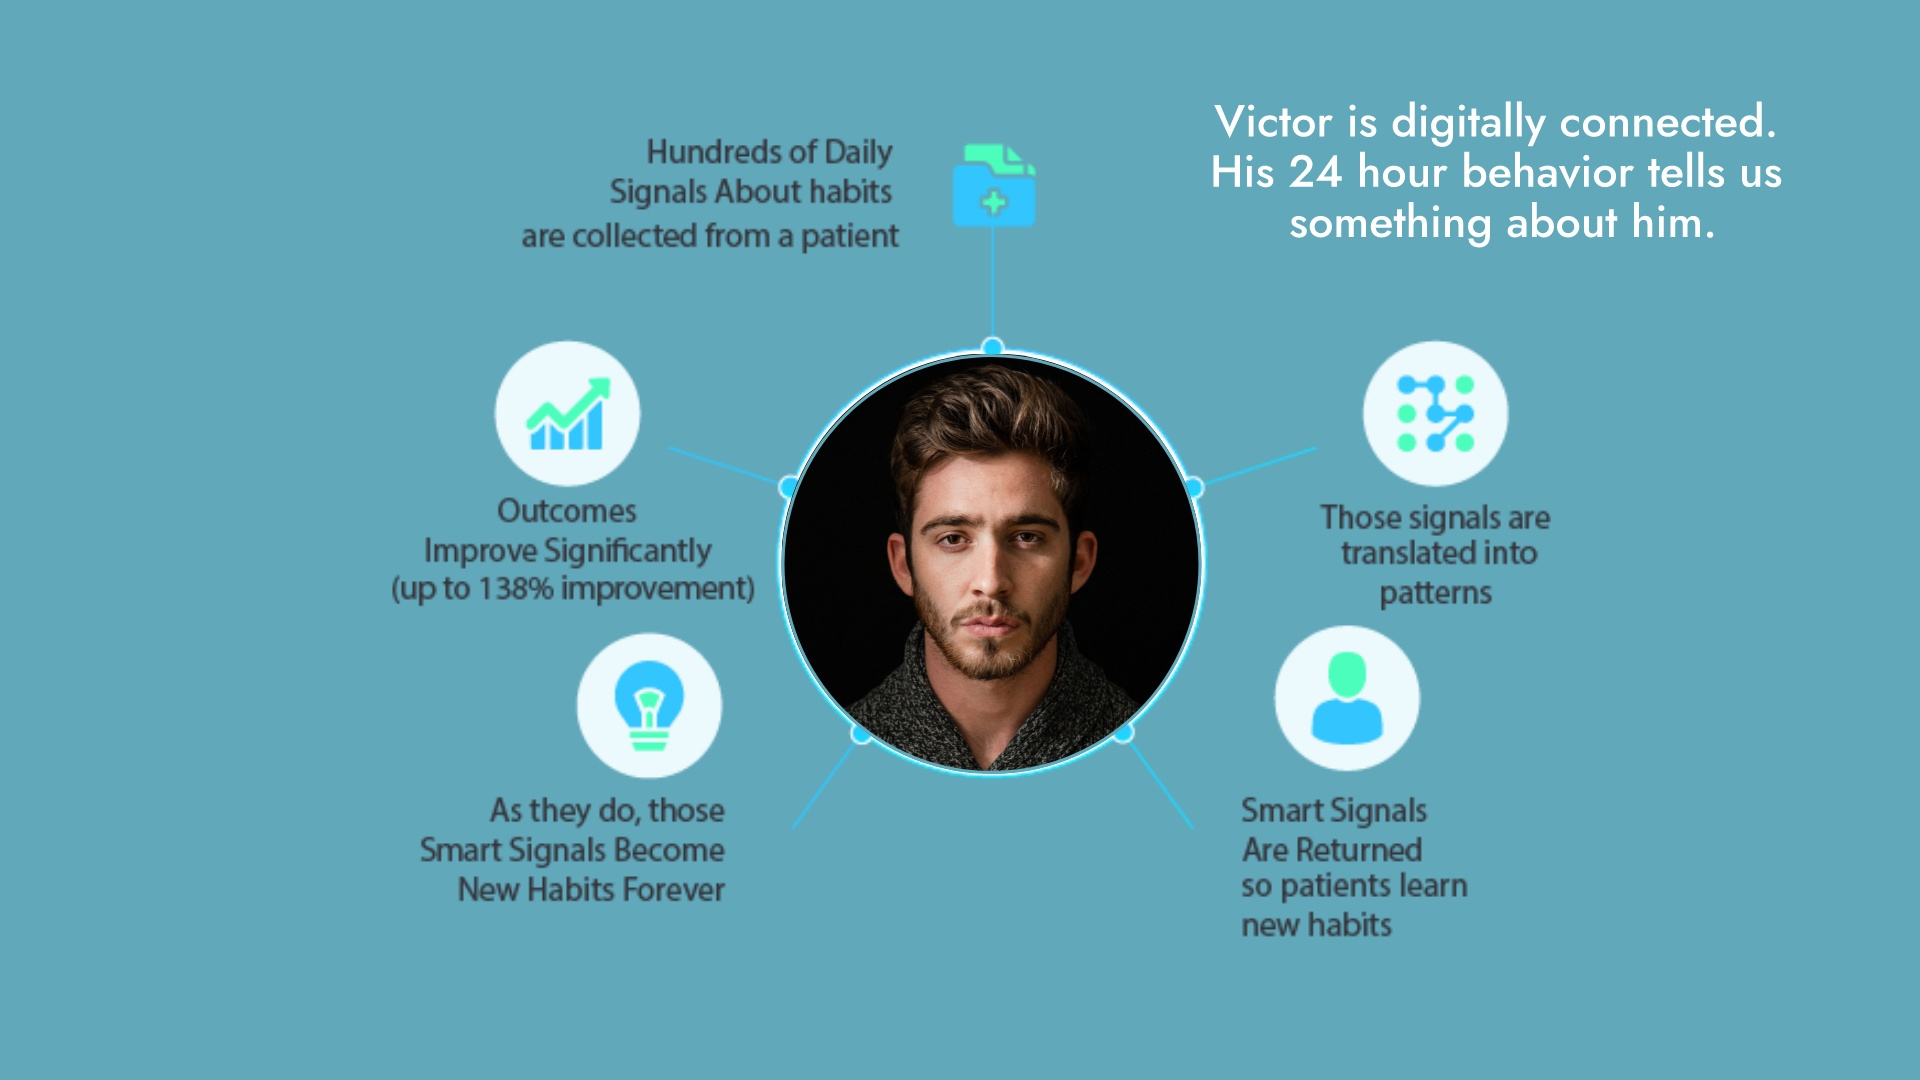 Victor is digitally connected.
His 24 hour behavior tells us
something about him.
Hundreds of Daily
Signals About habits
are collected from a patient
Those signals are
translated into
patterns
Smart Signals
Are Returned
so patients learn
new habits
As they do, those
Smart Signals Become
New Habits Forever
Outcomes
Improve Significantly
(up to 138% improvement)